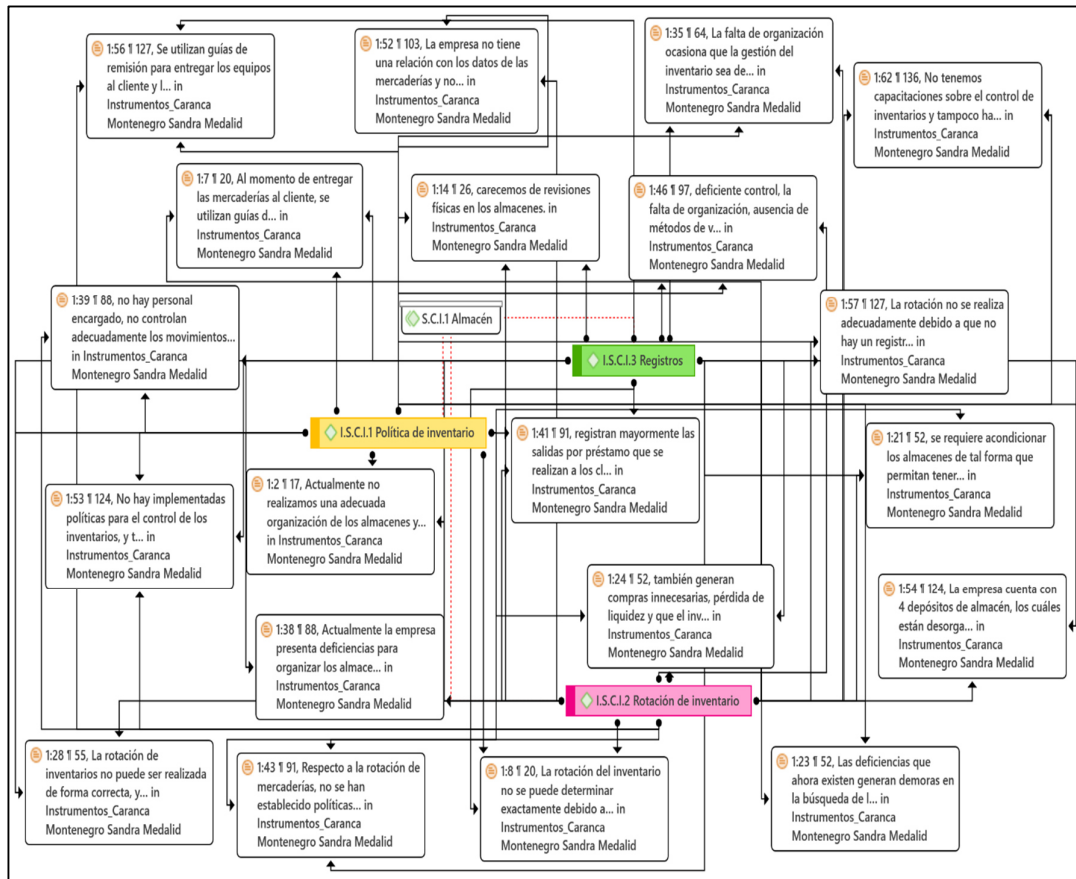 1:56 ¶ 127, Se utilizan guías de
remisión para entregar los equipos
al cliente y l... in
Instrumentos_Caranca
Montenegro Sandra Medalid
1:52 ¶ 103, La empresa no tiene
una relación con los datos de las
mercaderías y no... in
Instrumentos_Caranca
Montenegro Sandra Medalid
1:35 ¶ 64, La falta de organización
ocasiona que la gestión del
inventario sea de... in
Instrumentos_Caranca
Montenegro Sandra Medalid
1:62 ¶ 136, No tenemos
capacitaciones sobre el control de
inventarios y tampoco ha... in
Instrumentos_Caranca
Montenegro Sandra Medalid
1:7 ¶ 20, Al momento de entregar
las mercaderías al cliente, se
utilizan guías d... in
Instrumentos_Caranca
Montenegro Sandra Medalid
1:14 ¶ 26, carecemos de revisiones
físicas en los almacenes. in
Instrumentos_Caranca
Montenegro Sandra Medalid
1:46 ¶ 97, deficiente control, la
falta de organización, ausencia de
métodos de v... in
Instrumentos_Caranca
Montenegro Sandra Medalid
1:39 ¶ 88, no hay personal
encargado, no controlan
adecuadamente los movimientos...
in Instrumentos_Caranca
Montenegro Sandra Medalid
S.C.I.1 Almacén
1:57 ¶ 127, La rotación no se realiza
adecuadamente debido a que no
hay un registr... in
Instrumentos_Caranca
Montenegro Sandra Medalid
I.S.C.I.3 Registros
I.S.C.I.1 Política de inventario
1:41 ¶ 91, registran mayormente las
salidas por préstamo que se
realizan a los cl... in
Instrumentos_Caranca
Montenegro Sandra Medalid
1:21 ¶ 52, se requiere acondicionar
los almacenes de tal forma que
permitan tener... in
Instrumentos_Caranca
Montenegro Sandra Medalid
1:2 ¶ 17, Actualmente no
realizamos una adecuada
organización de los almacenes y...
in Instrumentos_Caranca
Montenegro Sandra Medalid
1:53 ¶ 124, No hay implementadas
políticas para el control de los
inventarios, y t... in
Instrumentos_Caranca
Montenegro Sandra Medalid
1:24 ¶ 52, también generan
compras innecesarias, pérdida de
liquidez y que el inv... in
Instrumentos_Caranca
Montenegro Sandra Medalid
1:54 ¶ 124, La empresa cuenta con
4 depósitos de almacén, los cuáles
están desorga... in
Instrumentos_Caranca
Montenegro Sandra Medalid
1:38 ¶ 88, Actualmente la empresa
presenta deficiencias para
organizar los almace... in
Instrumentos_Caranca
Montenegro Sandra Medalid
I.S.C.I.2 Rotación de inventario
1:28 ¶ 55, La rotación de
inventarios no puede ser realizada
de forma correcta, y... in
Instrumentos_Caranca
Montenegro Sandra Medalid
1:43 ¶ 91, Respecto a la rotación de
mercaderías, no se han
establecido políticas... in
Instrumentos_Caranca
Montenegro Sandra Medalid
1:8 ¶ 20, La rotación del inventario
no se puede determinar
exactamente debido a... in
Instrumentos_Caranca
Montenegro Sandra Medalid
1:23 ¶ 52, Las deficiencias que
ahora existen generan demoras en
la búsqueda de l... in
Instrumentos_Caranca
Montenegro Sandra Medalid